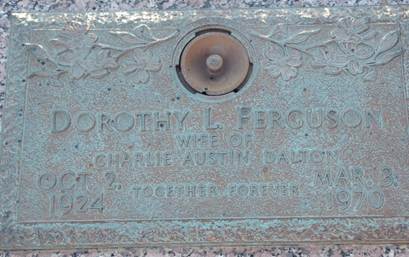 DOROTHY L. FERGUSON
WIFE OF
CHARLIE AUSTIN DALTON
OCT. 2, TOGETHER FOREVER MAR. 3,
1924 1970